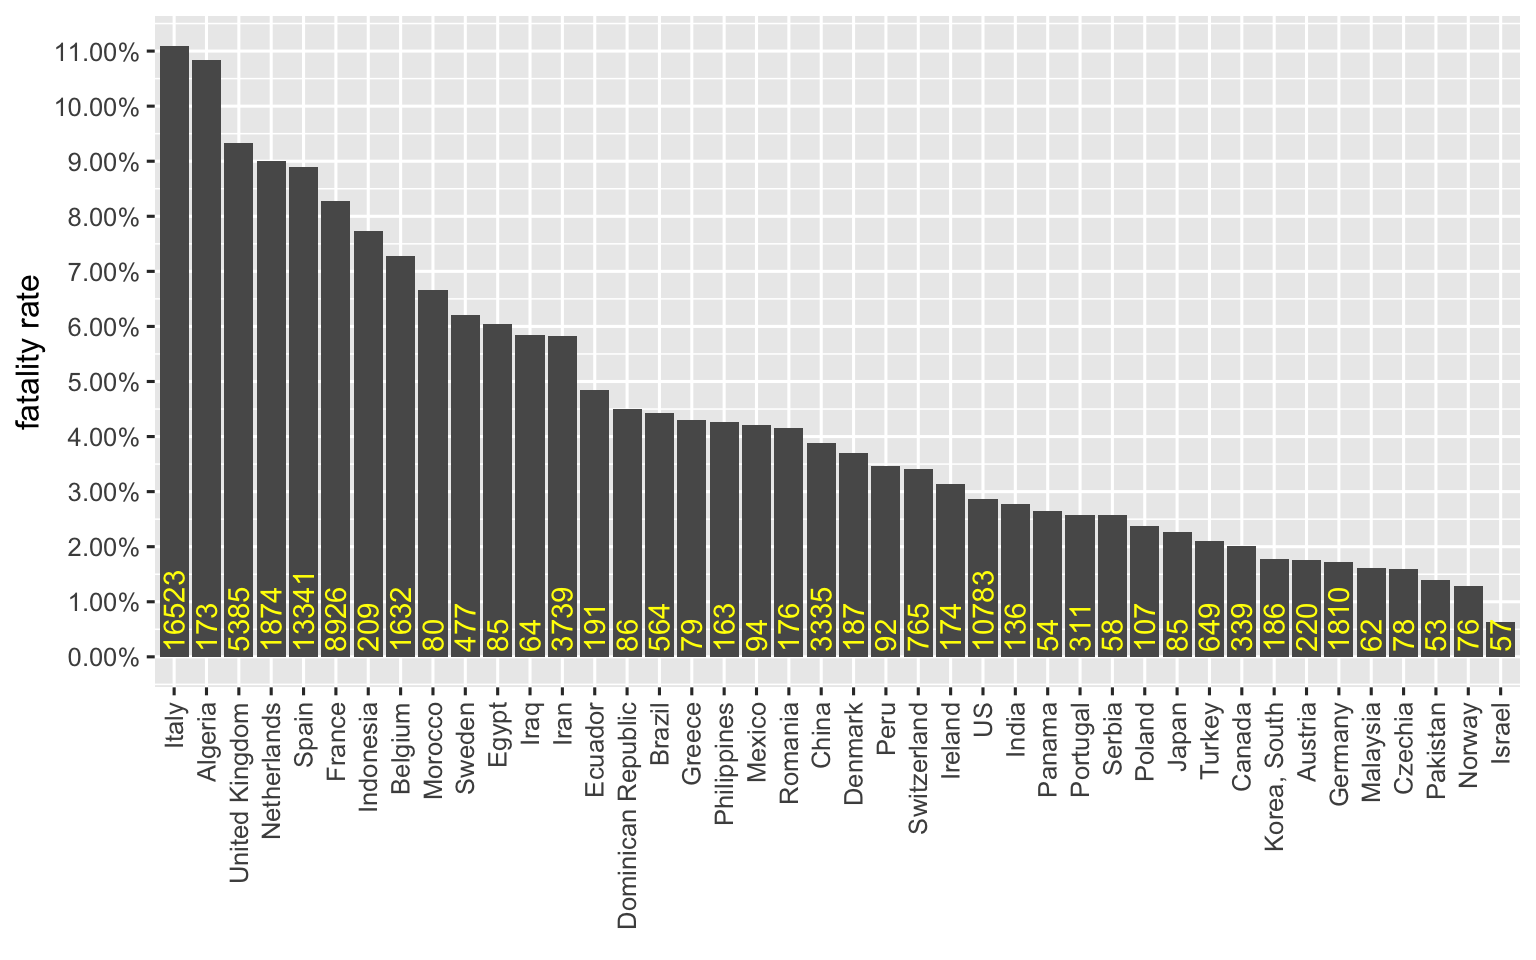 11.00%
10.00%
9.00%
8.00%
7.00%
6.00%
5.00%
4.00%
3.00%
2.00%
1.00%
0.00%
fatality rate
16523
173
5385
1874
13341
8926
209
1632
80
477
85
64
3739
191
86
564
79
163
94
176
3335
187
92
765
174
10783
136
54
311
58
107
85
649
339
186
220
1810
62
78
53
76
57
Italy
Algeria
United Kingdom
Netherlands
Spain
France
Indonesia
Belgium
Morocco
Sweden
Egypt
Iraq
Iran
Ecuador
Dominican Republic
Brazil
Greece
Philippines
Mexico
Romania
China
Denmark
Peru
Switzerland
Ireland
US
India
Panama
Portugal
Serbia
Poland
Japan
Turkey
Canada
Korea, South
Austria
Germany
Malaysia
Czechia
Pakistan
Norway
Israel